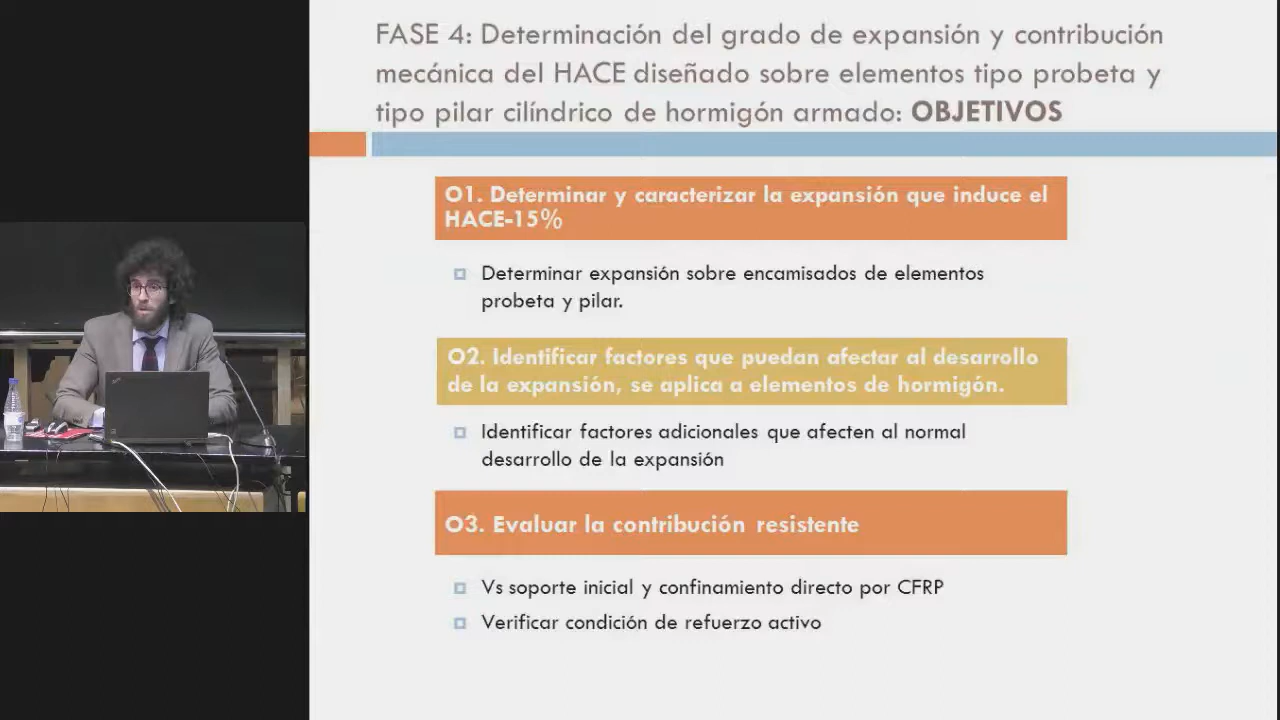 FASE 4: Determinación del grado de expansión y contribución
mecánica del HACE diseñado sobre elementos tipo probeta y
tipo pilar cilíndrico de hormigón armado: OBJETIVOS
O1. Determinar y caracterizar la expansión que induce el
HACE-15%
Determinar expansión sobre encamisados de elementos
probeta y pilar.
O2. Identificar factores que puedan afectar al desarrollo
de la expansión, se aplica a elementos de hormigón.
Identificar factores adicionales que afecten al normal
desarrollo de la expansión
O3. Evaluar la contribución resistente
Vs soporte inicial y confinamiento directo por CFRP
Verificar condición de refuerzo activo